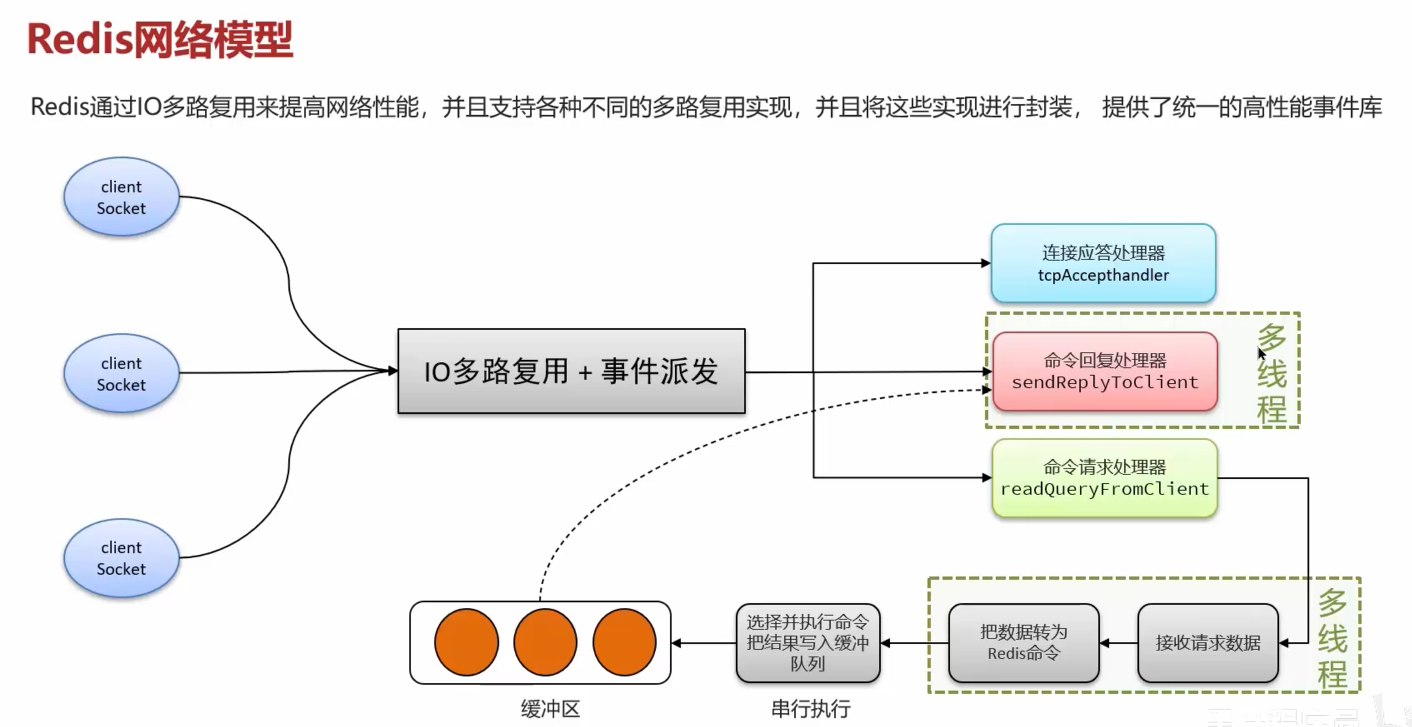 Redis网络模型
Redis通过IO多路复用来提高网络性能，并且支持各种不同的多路复用实现，并且将这些实现进行封装， 提供了统一的高性能事件库
client
Socket
client
Socket
client
Socket
IO多路复用 + 事件派发
连接应答处理器
tcpAccepthandler
命令回复处理器
sendReplyToClient
多
线
程
命令请求处理器
readQueryFromClient
接收请求数据
把数据转为
Redis命令
多
线
程
选择并执行命令
把结果写入缓冲
队列
串行执行
缓冲区